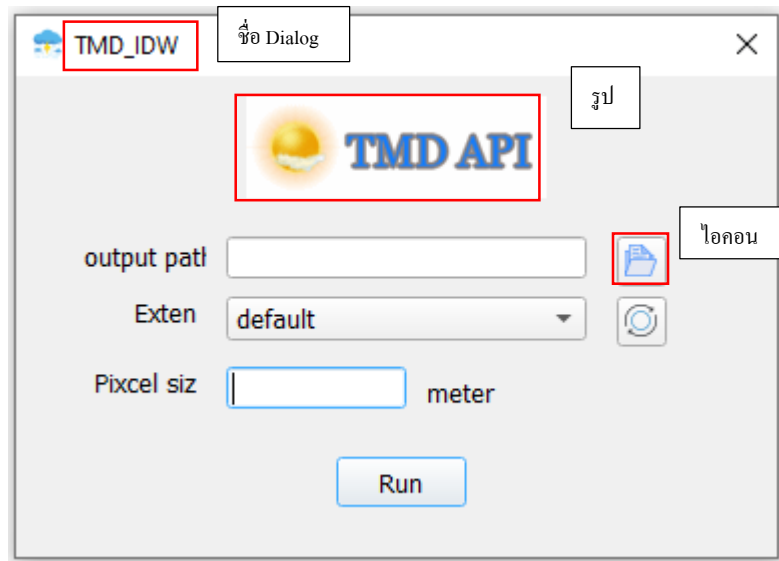 TMD_IDW
ชื่อ Dialog
รูป
TMD API
ไอคอน
output path
Exten
default
Pixcel siz
meter
Run